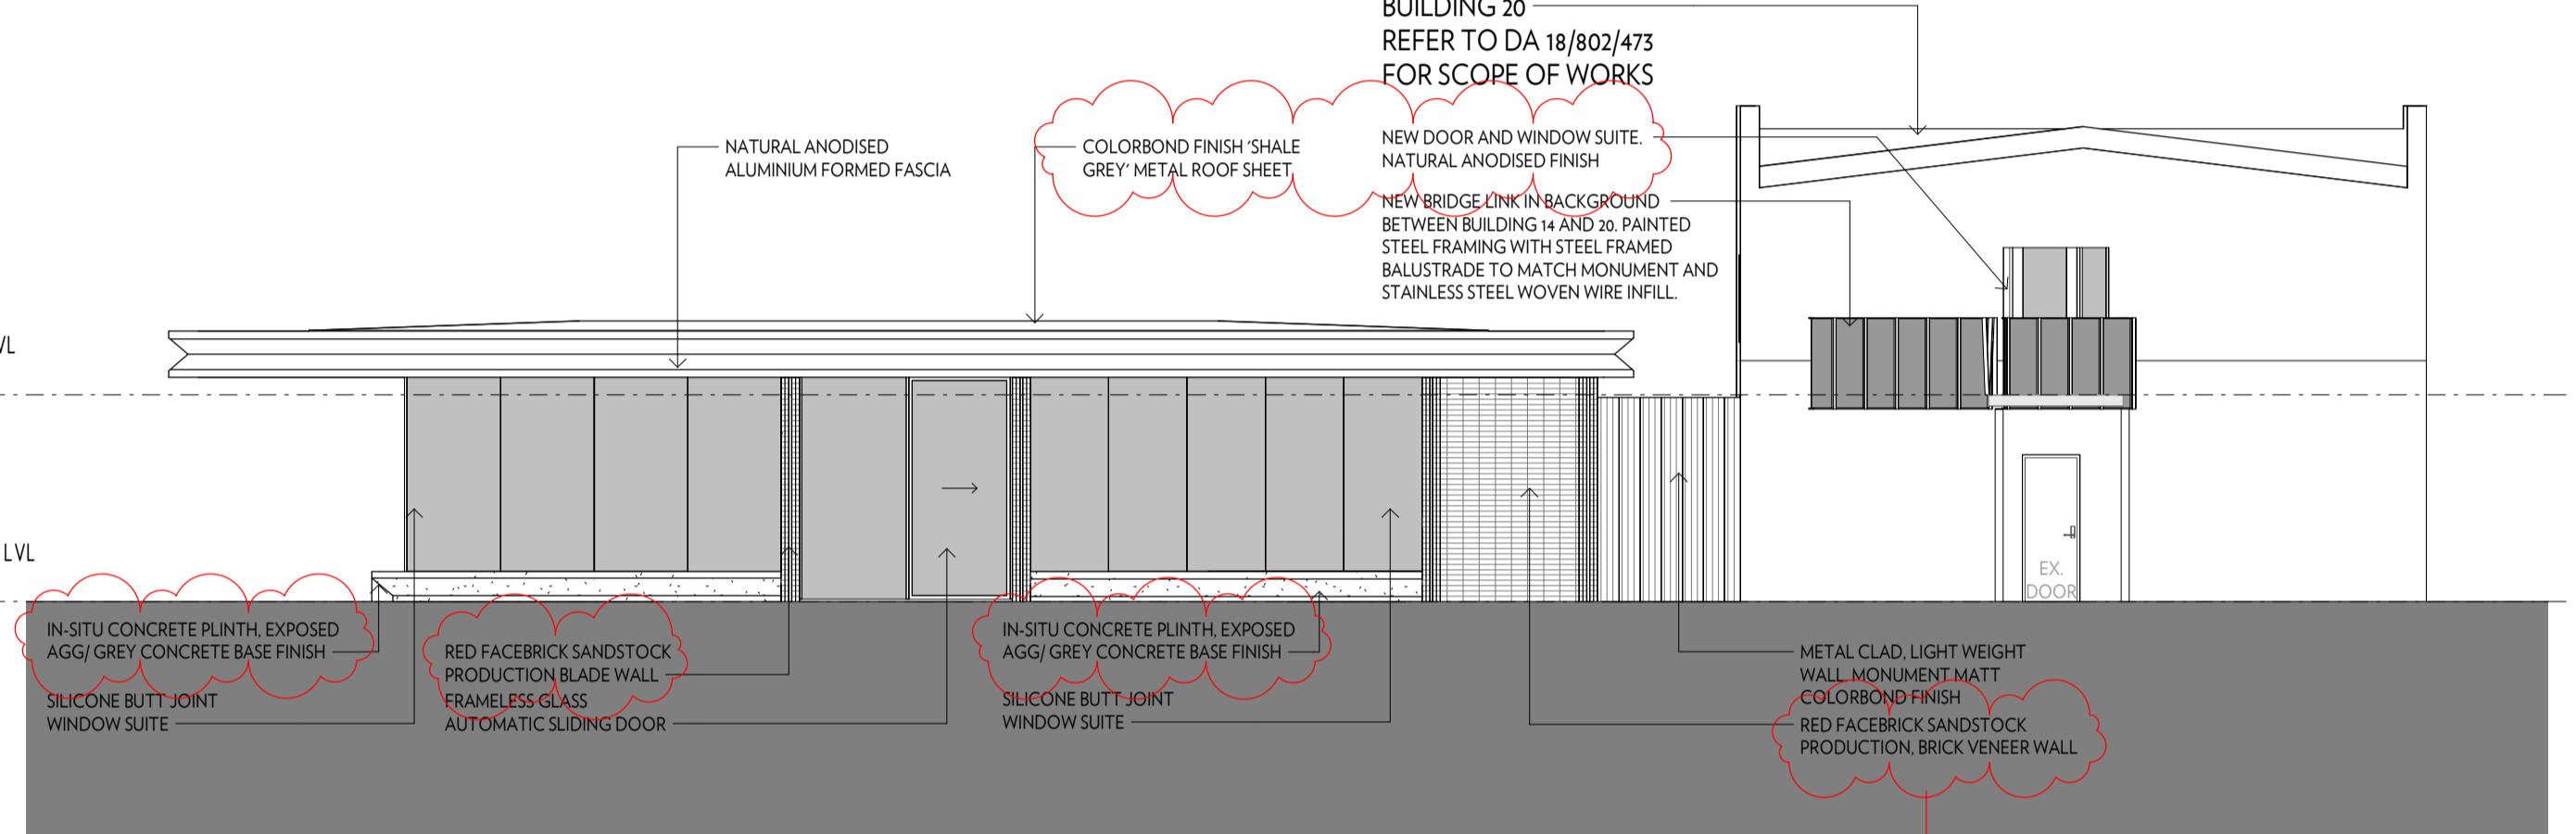 BUILDING 20
REFER TO DA 18/802/473
FOR SCOPE OF WORKS
NATURAL ANODISED
ALUMINIUM FORMED FASCIA
COLORBOND FINISH 'SHALE
GREY' METAL ROOF SHEET
NEW DOOR AND WINDOW SUITE.
NATURAL ANODISED FINISH
NEW BRIDGE LINK IN BACKGROUND
BETWEEN BUILDING 14 AND 20. PAINTED
STEEL FRAMING WITH STEEL FRAMED
BALUSTRADE TO MATCH MONUMENT AND
STAINLESS STEEL WOVEN WIRE INFILL.
VL
LVL
EX.
DOOR
IN-SITU CONCRETE PLINTH, EXPOSED
AGG/ GREY CONCRETE BASE FINISH
SILICONE BUTT JOINT
WINDOW SUITE
RED FACEBRICK SANDSTOCK
PRODUCTION BLADE WALL
FRAMELESS GLASS
AUTOMATIC SLIDING DOOR
IN-SITU CONCRETE PLINTH, EXPOSED
AGG/ GREY CONCRETE BASE FINISH
SILICONE BUTT JOINT
WINDOW SUITE
METAL CLAD, LIGHT WEIGHT
WALL. MONUMENT MATT
COLORBOND FINISH
RED FACEBRICK SANDSTOCK
PRODUCTION, BRICK VENEER WALL